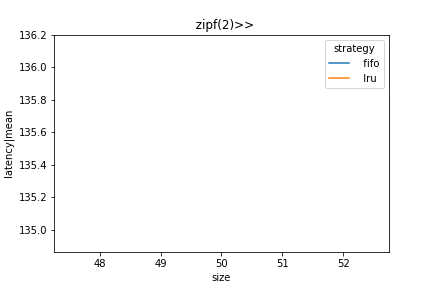 zipf(2)>>
136.2
136.0
135.8
135.6
135.4
135.2
135.0
latency|mean
strategy
fifo
lru
48 49 50 51 52
size